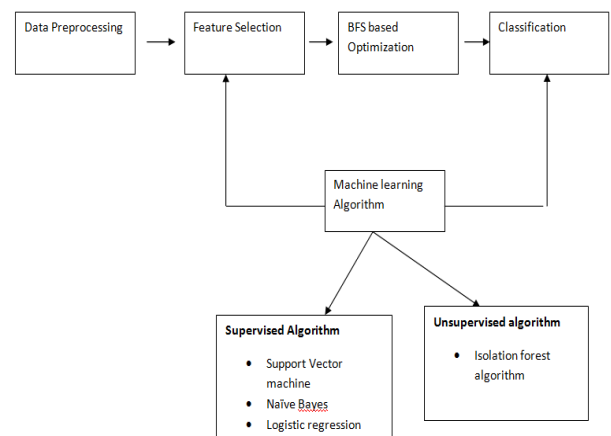 Data Preprocessing
Feature Selection
BFS based
Optimization
Classification
Machine learning
Algorithm
Supervised Algorithm
• Support Vector
machine
• Naïve Bayes
• Logistic regression
Unsupervised algorithm
• Isolation forest
algorithm